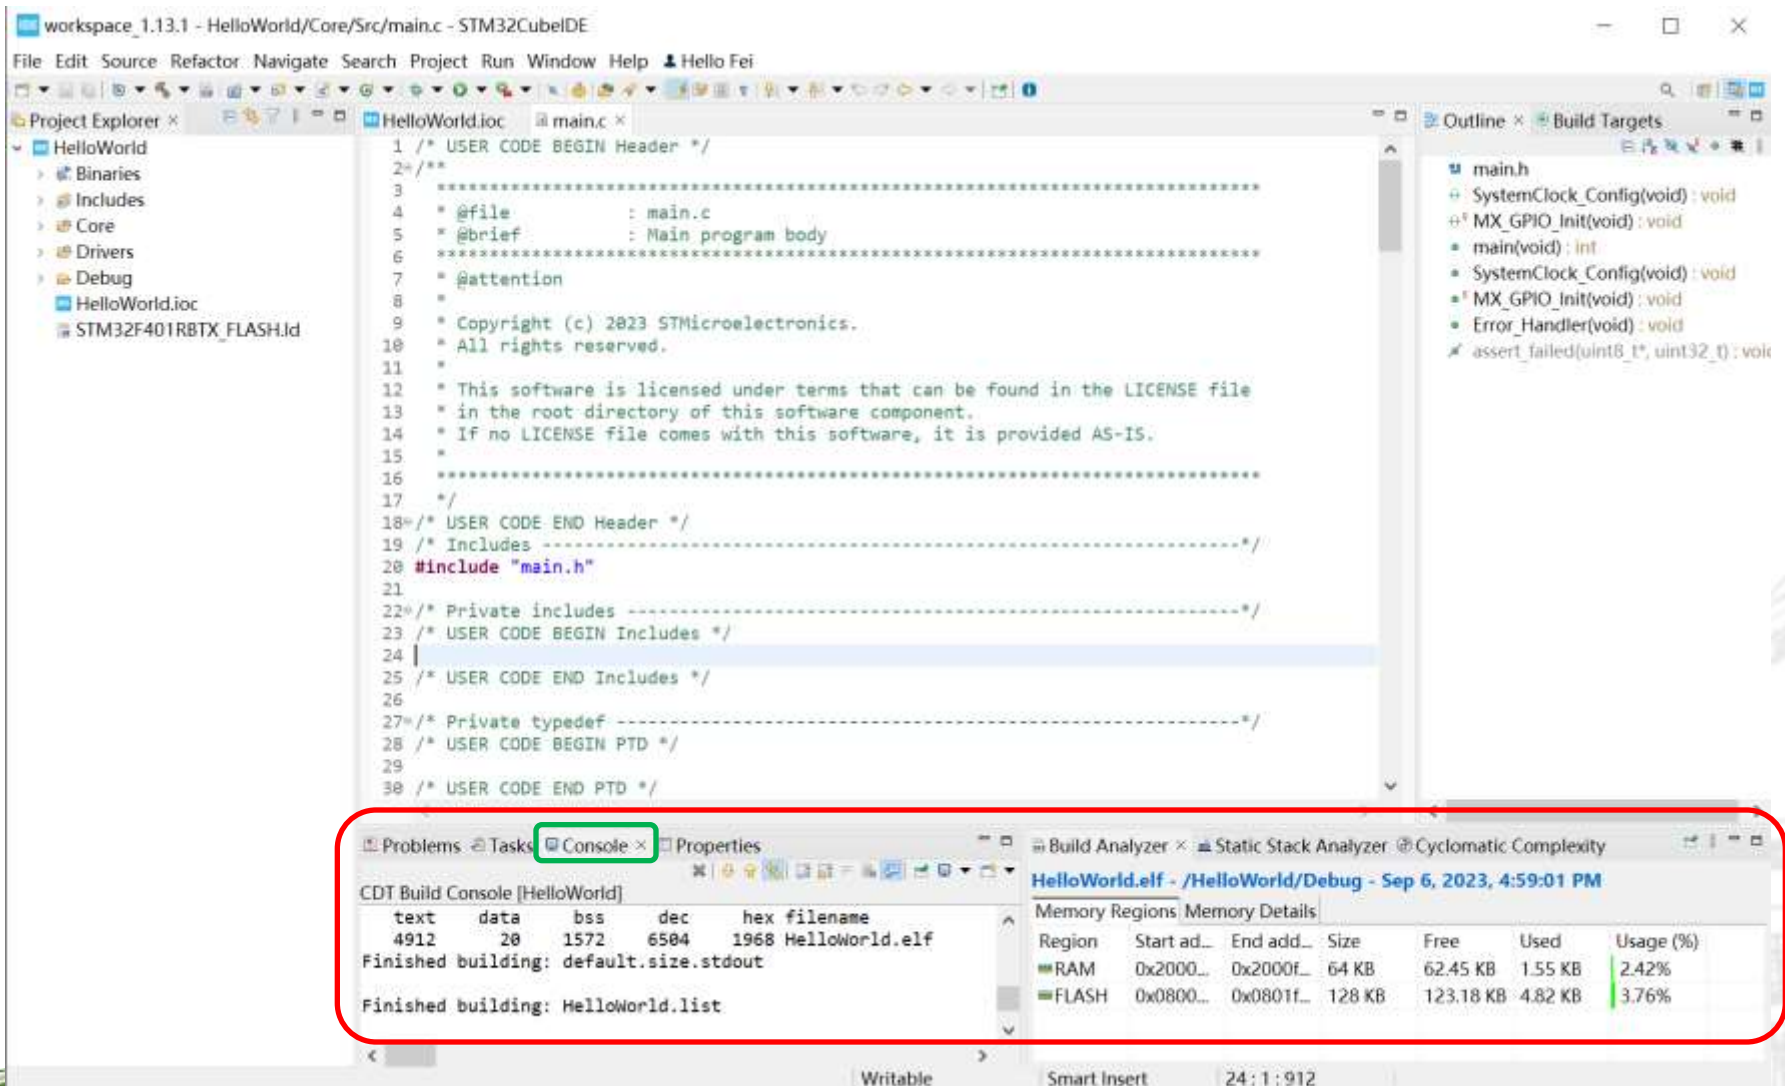 workspace_1.13.1 - HelloWorld/Core/Src/main.c - STM32CubeIDE
File Edit Source Refactor Navigate Search Project Run Window Help Hello Fei
Project Explorer
HelloWorld
Binaries
Includes
Core
Drivers
Debug
HelloWorld.ioc
STM32F401RBTX_FLASH.ld
HelloWorld.ioc main.c
1 /* USER CODE BEGIN Header */
2 /**
3 ******************************************************************************
4 * @file : main.c
5 * @brief : Main program body
6 ******************************************************************************
7 * @attention
8 *
9 * Copyright (c) 2023 STMicroelectronics.
10 * All rights reserved.
11 *
12 * This software is licensed under terms that can be found in the LICENSE file
13 * in the root directory of this software component.
14 * If no LICENSE file comes with this software, it is provided AS-IS.
15 *
16 ******************************************************************************
17 */
18 /* USER CODE END Header */
19 /* Includes ------------------------------------------------------------------*/
20 #include "main.h"
21
22 /* Private includes ----------------------------------------------------------*/
23 /* USER CODE BEGIN Includes */
24
25 /* USER CODE END Includes */
26
27 /* Private typedef -----------------------------------------------------------*/
28 /* USER CODE BEGIN PTD */
29
30 /* USER CODE END PTD */
Outline Build Targets
main.h
SystemClock_Config(void) : void
MX_GPIO_Init(void) : void
main(void) : int
SystemClock_Config(void) : void
MX_GPIO_Init(void) : void
Error_Handler(void) : void
assert_failed(uint8_t*, uint32_t) : voic
Problems Tasks Console Properties
CDT Build Console [HelloWorld]
text data bss dec hex filename
4912 20 1572 6504 1968 HelloWorld.elf
Finished building: default.size.stdout
Finished building: HelloWorld.list
Build Analyzer Static Stack Analyzer Cyclomatic Complexity
HelloWorld.elf - /HelloWorld/Debug - Sep 6, 2023, 4:59:01 PM
Memory Regions Memory Details
Region Start ad... End add... Size Free Used Usage (%)
RAM 0x2000... 0x2000f... 64 KB 62.45 KB 1.55 KB 2.42%
FLASH 0x0800... 0x0801f... 128 KB 123.18 KB 4.82 KB 3.76%
Writable Smart Insert 24 : 1 : 912